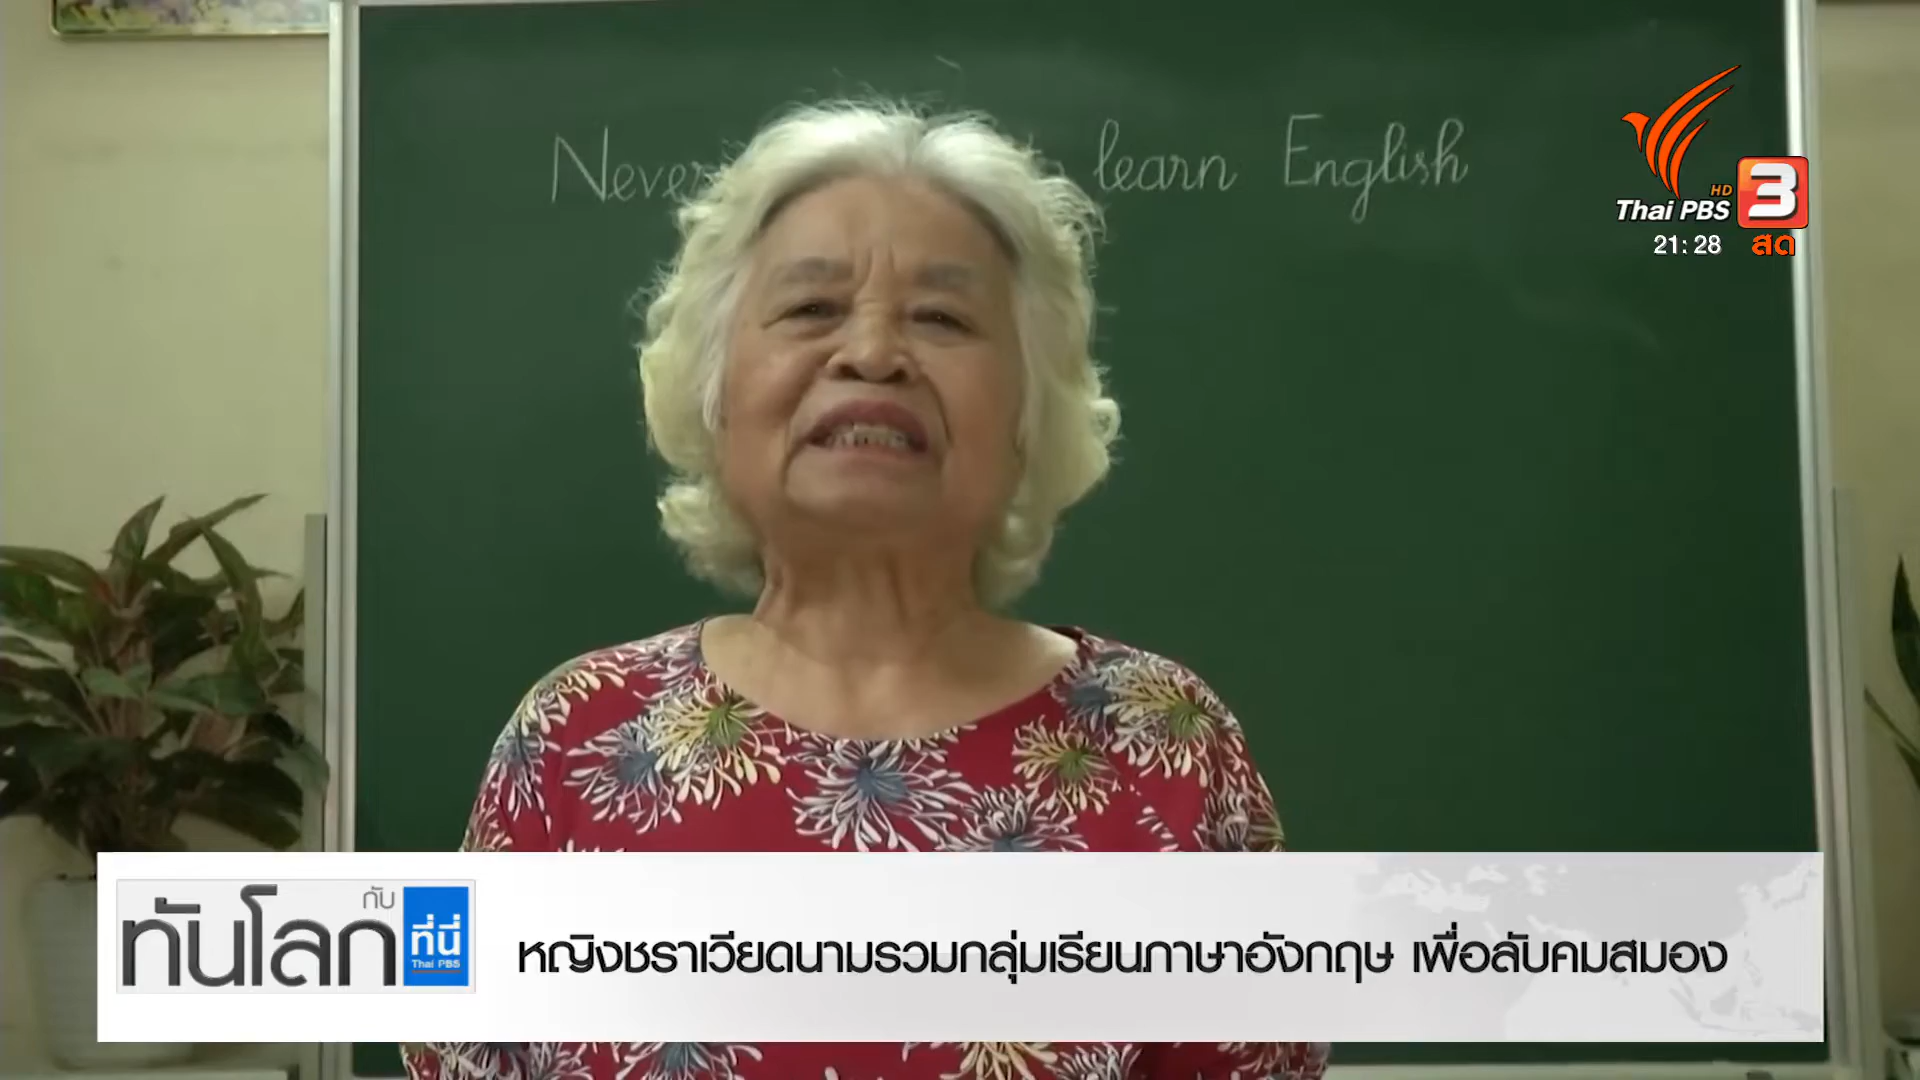 Never learn English
HD
Thai PBS 3
21:28 สด
ทันโลก กับ ที่นี่ Thai PBS
หญิงชราเวียดนามรวมกลุ่มเรียนภาษาอังกฤษ เพื่อลับคมสมอง